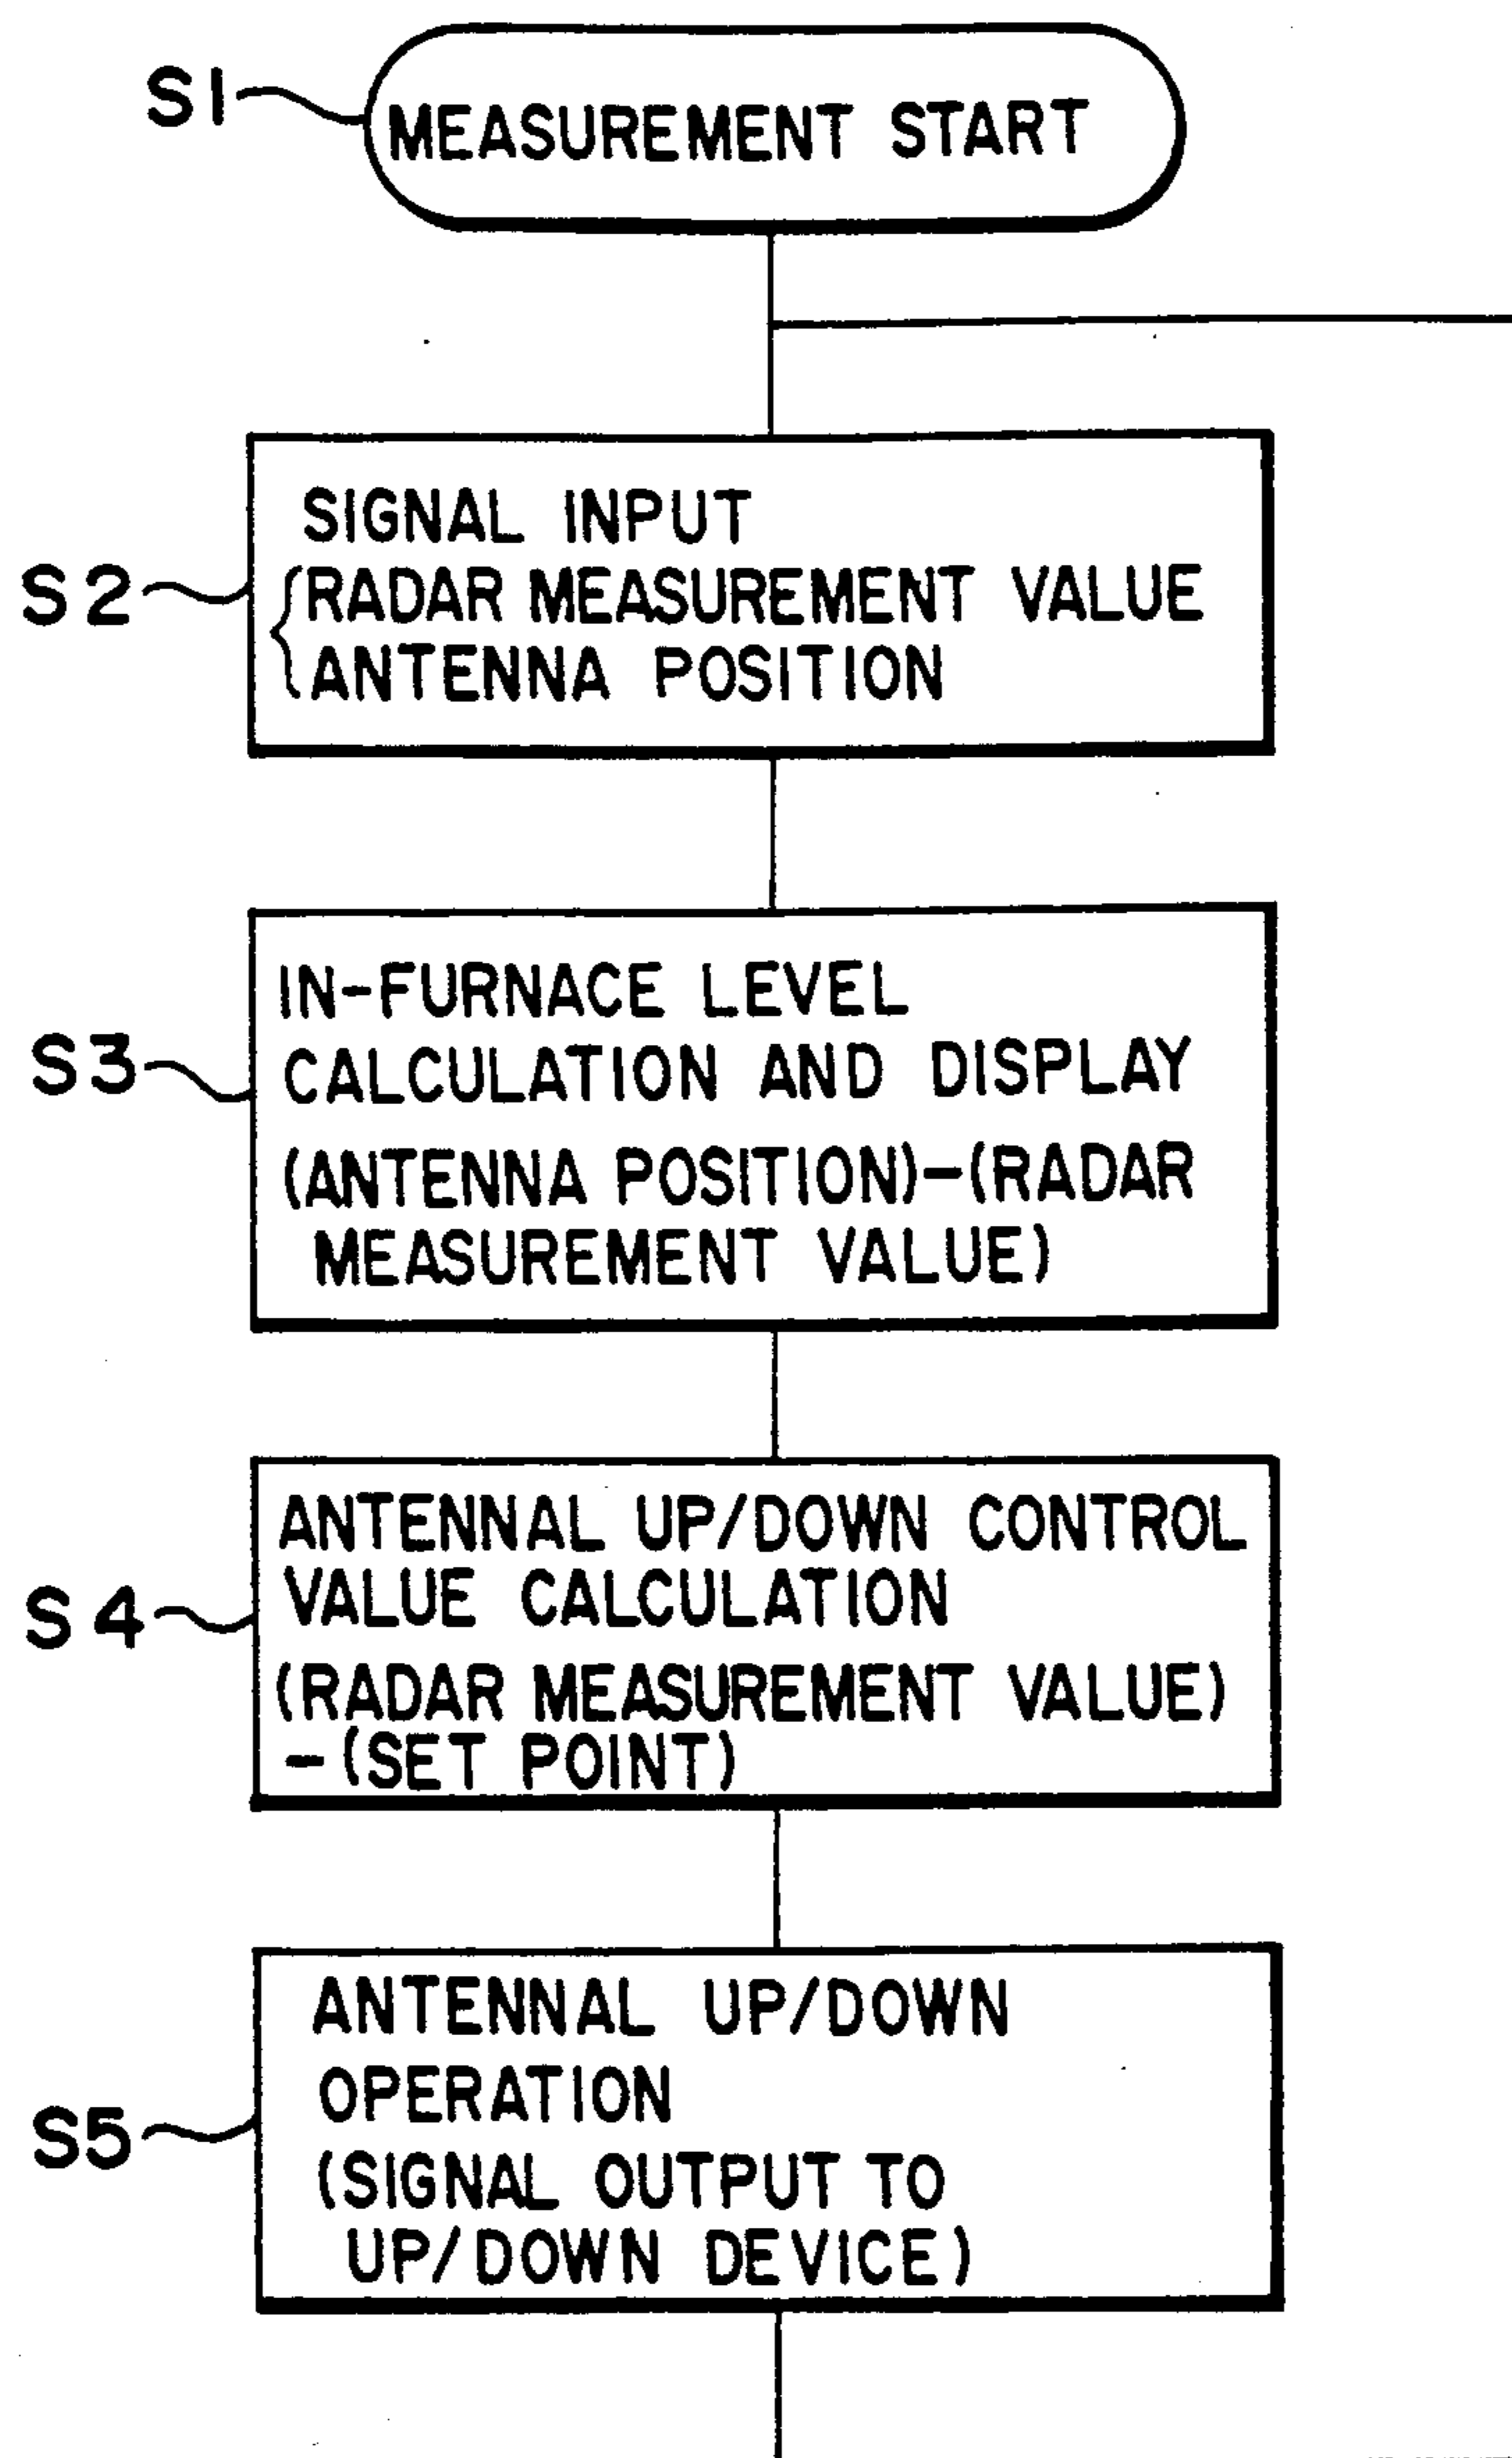 S1 MEASUREMENT START
SIGNAL INPUT
S2 RADAR MEASUREMENT VALUE
ANTENNA POSITION
IN-FURNACE LEVEL
S3 CALCULATION AND DISPLAY
(ANTENNA POSITION)-(RADAR
MEASUREMENT VALUE)
ANTENNAL UP/DOWN CONTROL
S4 VALUE CALCULATION
(RADAR MEASUREMENT VALUE)
-(SET POINT)
ANTENNAL UP/DOWN
OPERATION
S5 (SIGNAL OUTPUT TO
UP/DOWN DEVICE)